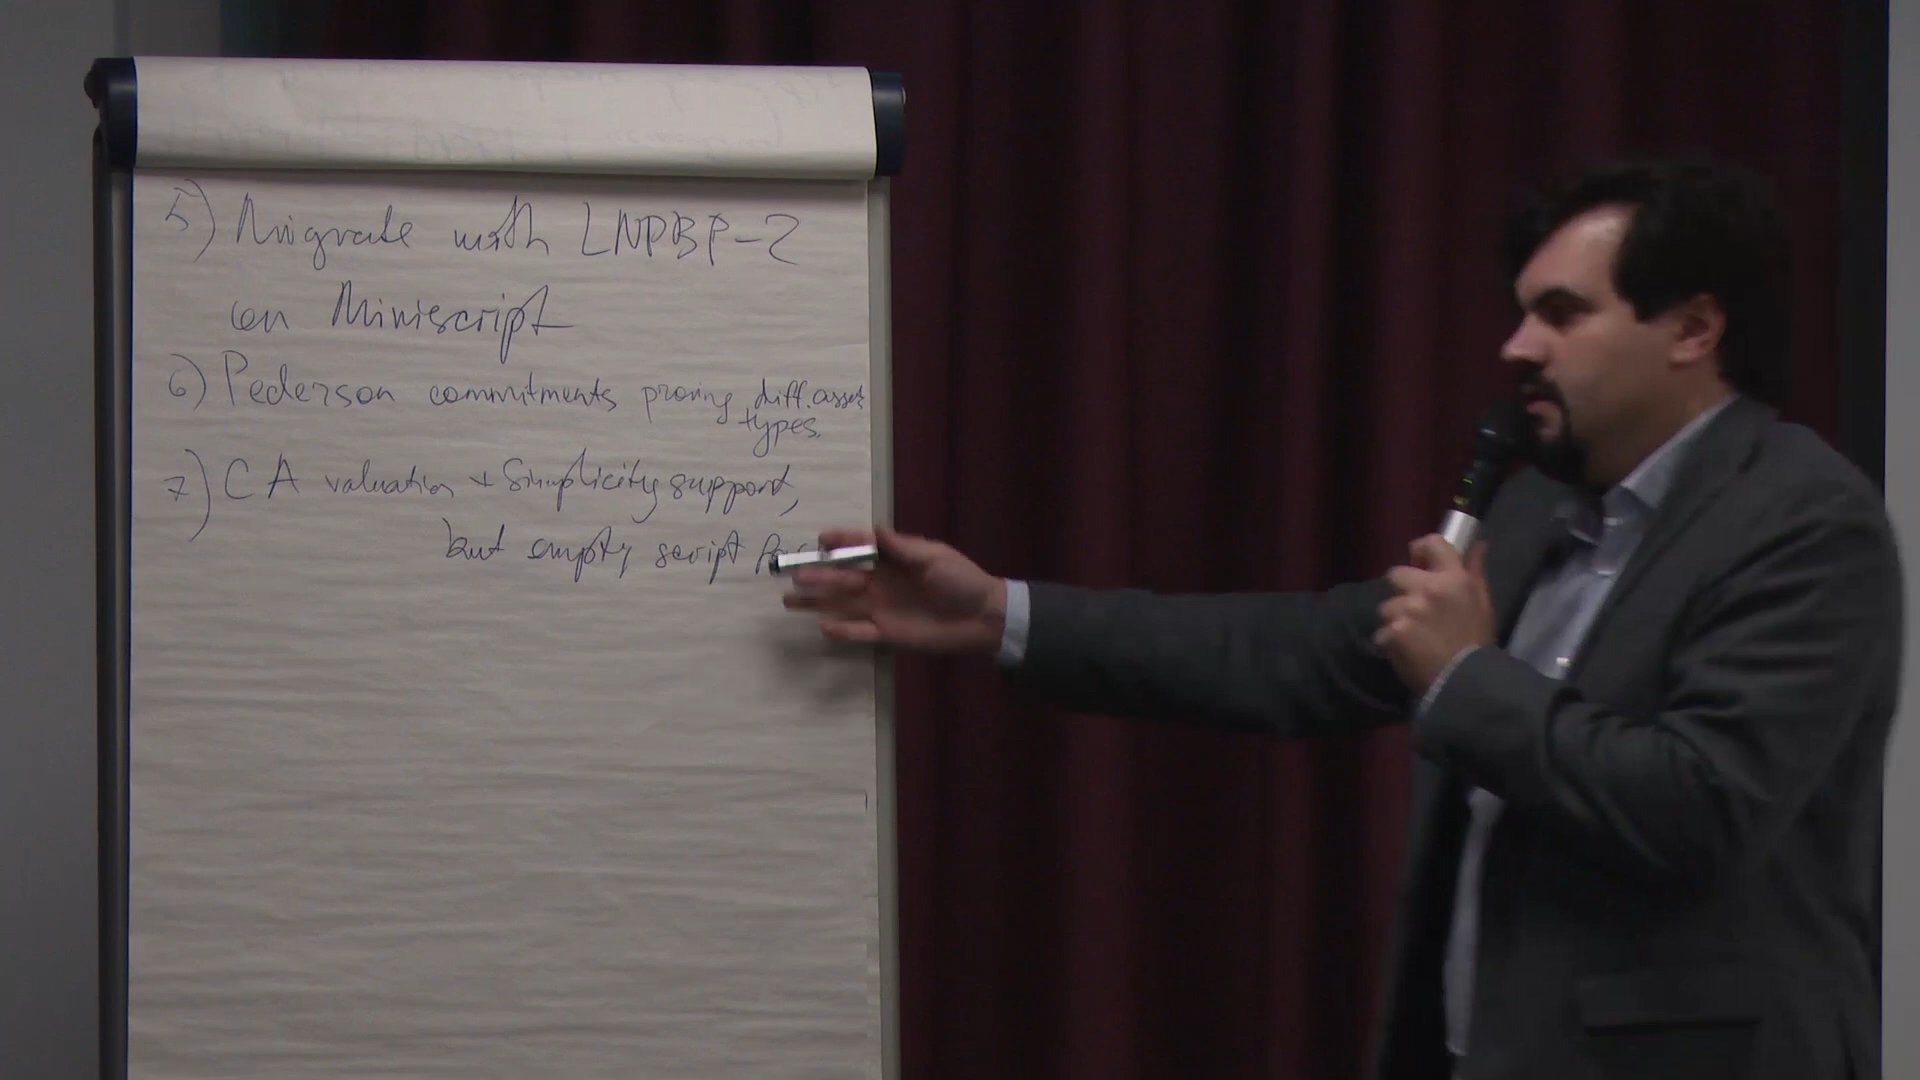 5) Migrate with LNPBP-2
on Miniscript
6) Pederson commitments proving diff. asset
types.
7) CA valuation + Simplicity support,
but empty script